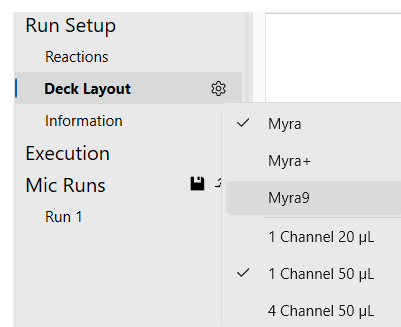 Run Setup
Reactions
Deck Layout
Information
Execution
Mic Runs
Run 1
Myra
Myra+
Myra9
1 Channel 20 µL
1 Channel 50 µL
4 Channel 50 µL